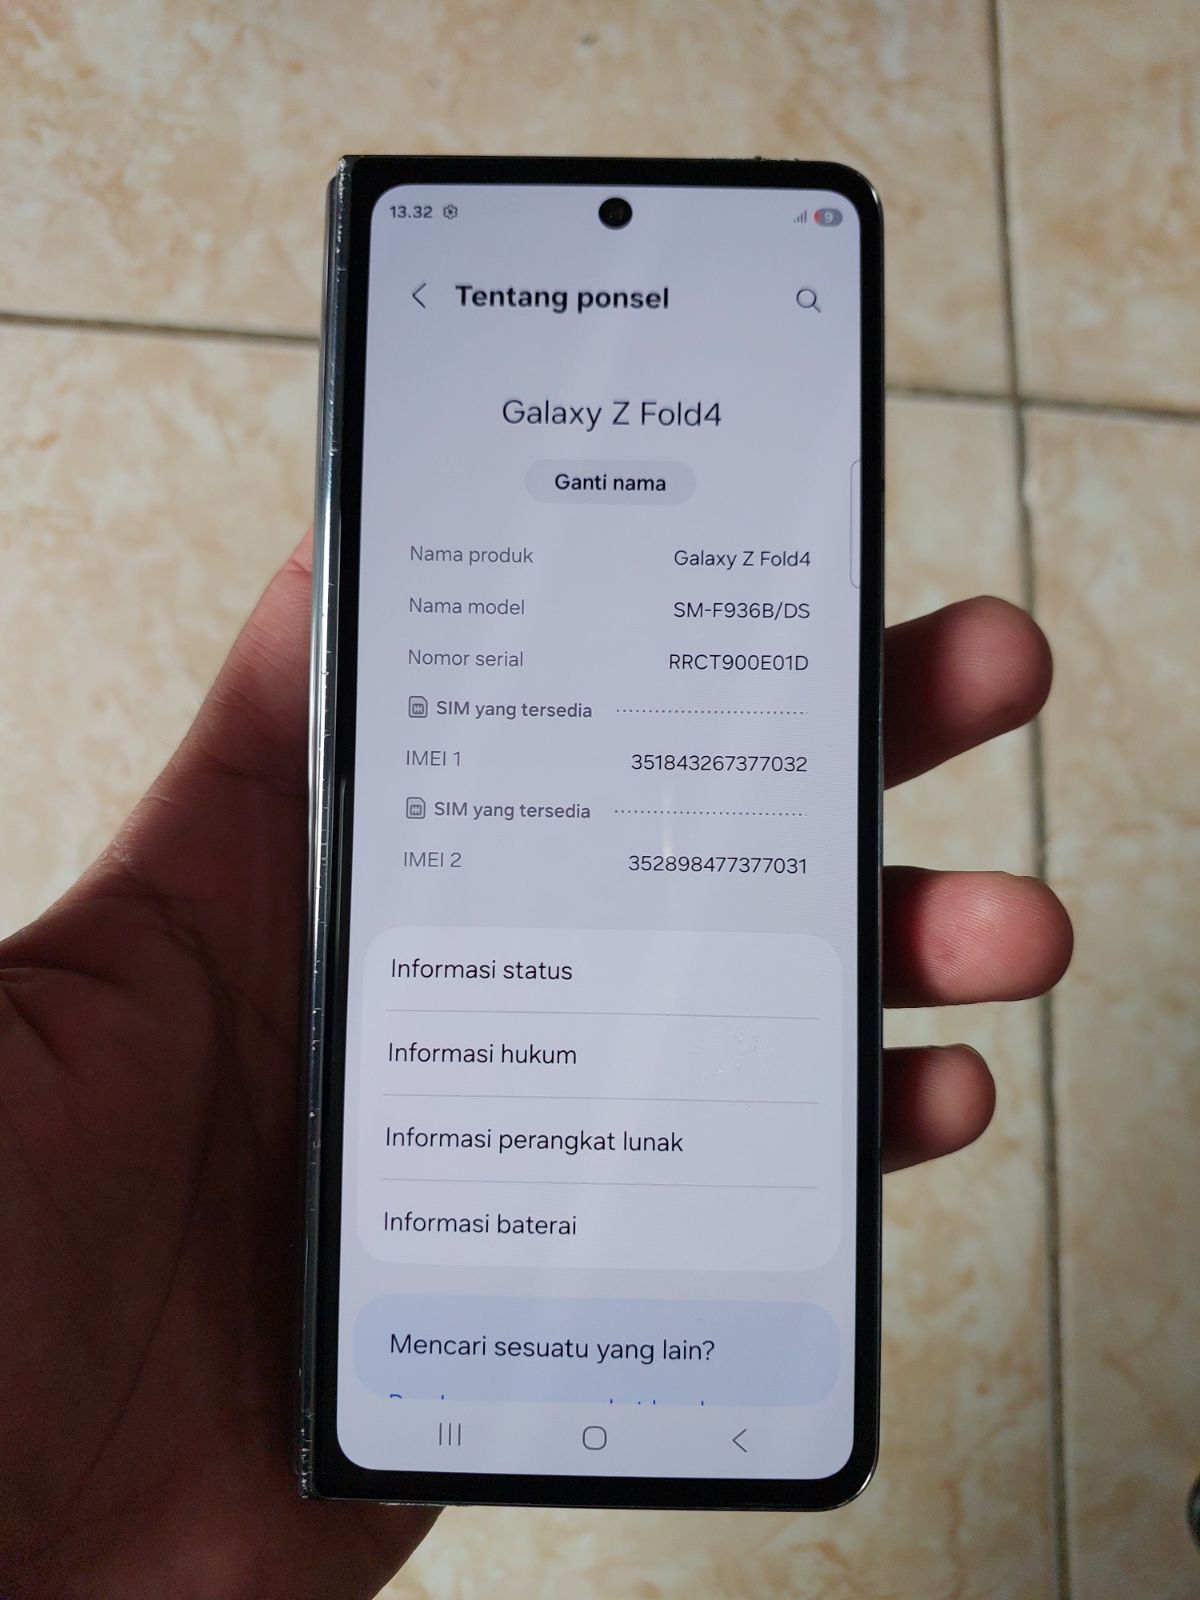 13.32
9
Tentang ponsel
Galaxy Z Fold4
Ganti nama
Nama produk Galaxy Z Fold4
Nama model SM-F936B/DS
Nomor serial RRCT900E01D
SIM yang tersedia
IMEI 1 351843267377032
SIM yang tersedia
IMEI 2 352898477377031
Informasi status
Informasi hukum
Informasi perangkat lunak
Informasi baterai
Mencari sesuatu yang lain?